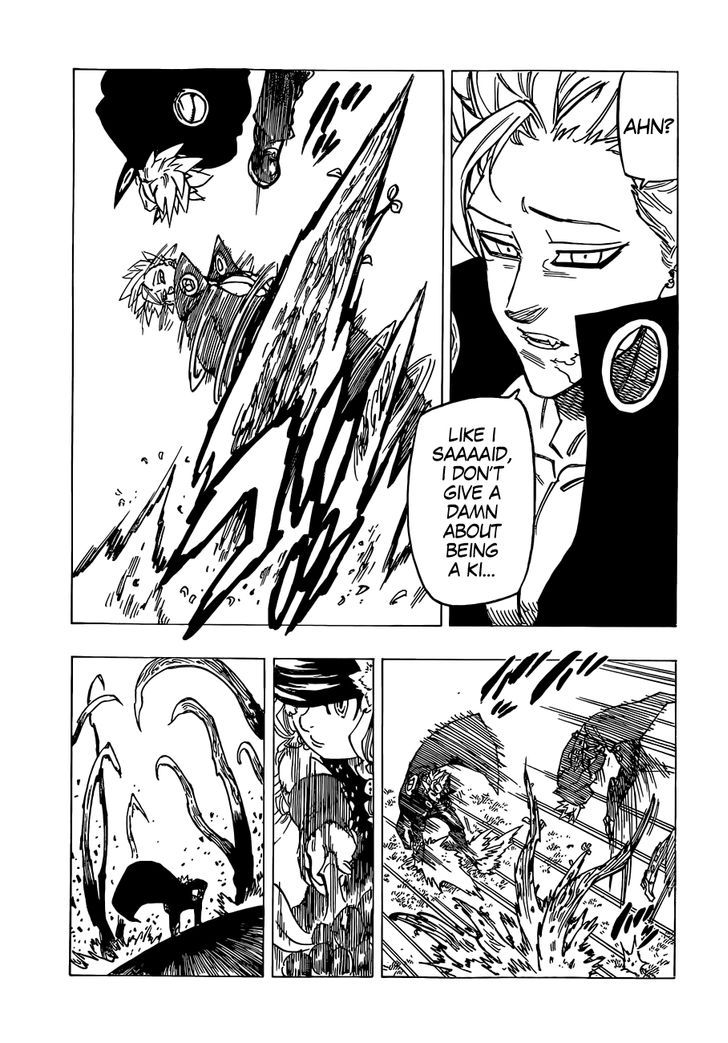 AHN?
LIKE I
SAAAAID,
I DON'T
GIVE A
DAMN
ABOUT
BEING
A KI...